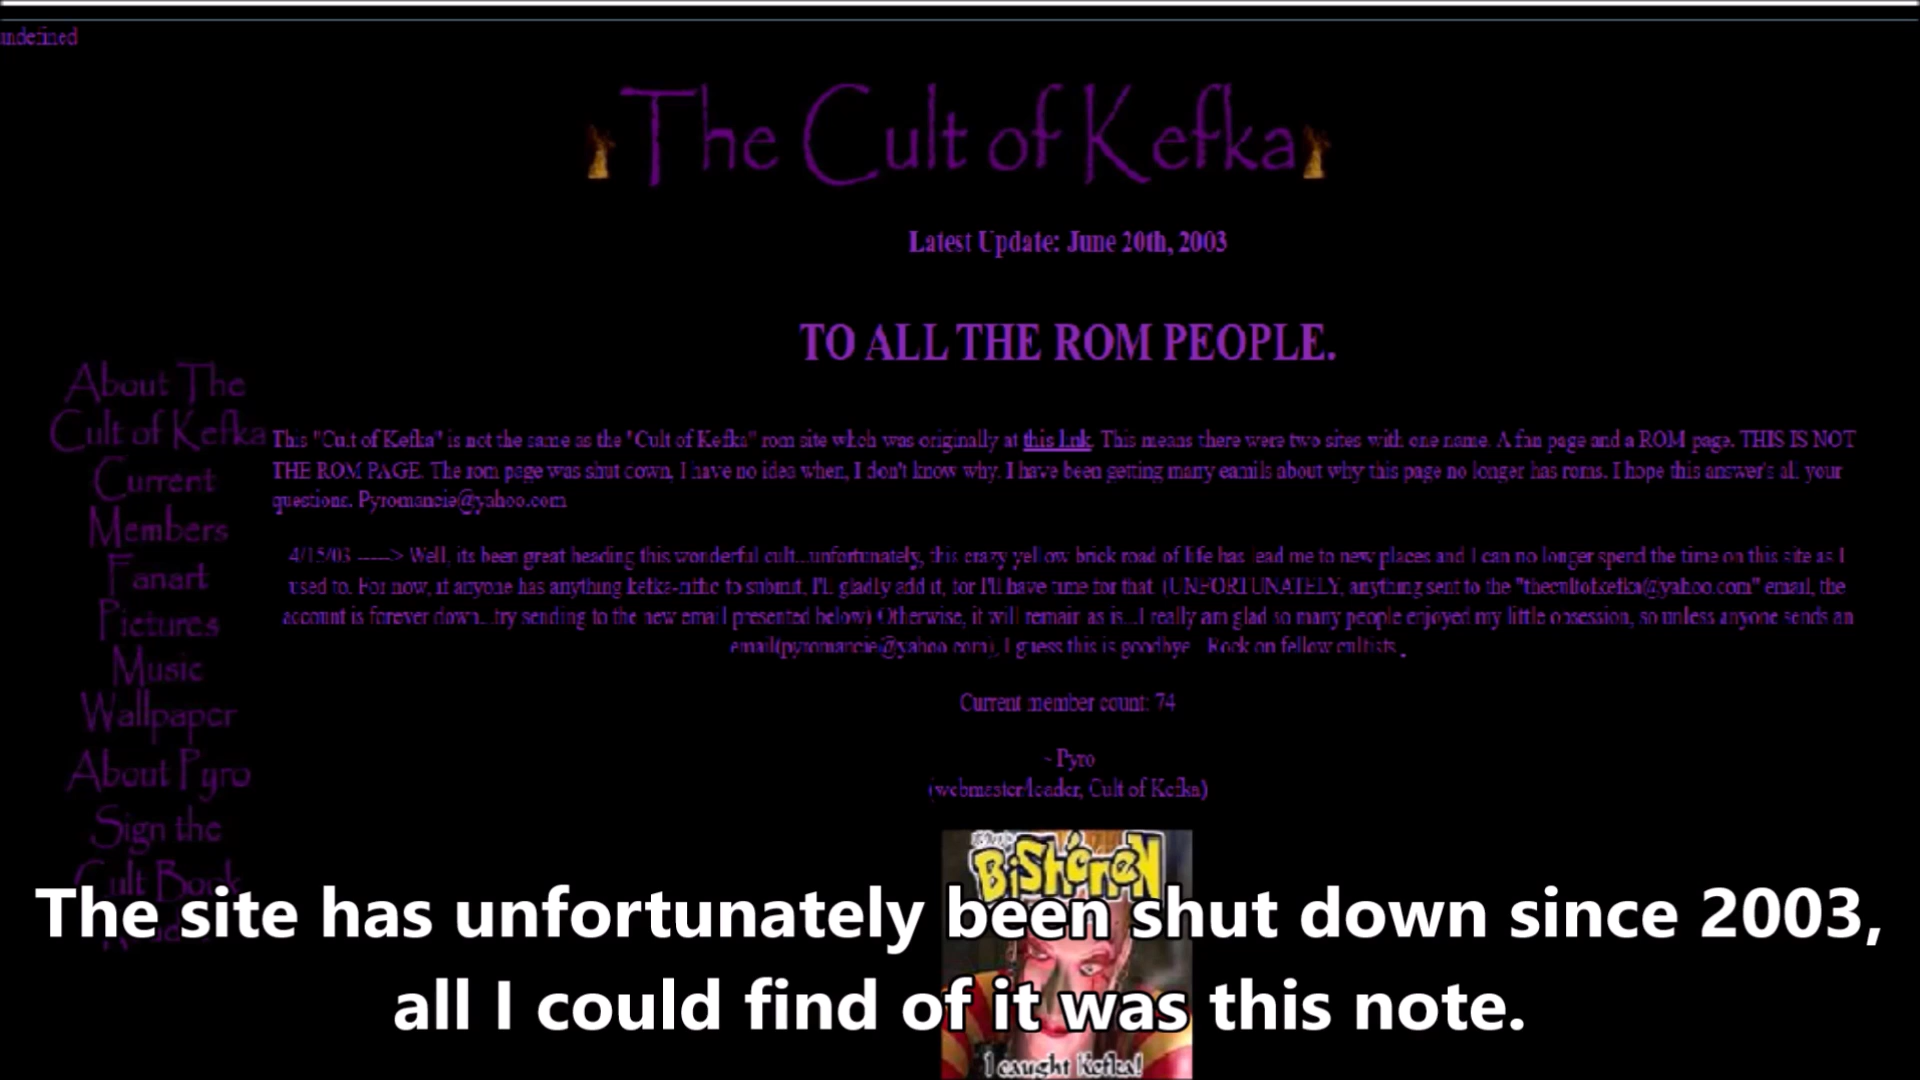 undefined
The Cult of Kefka
Latest Update: June 20th, 2003
TO ALL THE ROM PEOPLE.
About The
Cult of Kefka
Current
Members
Fanart
Pictures
Music
Wallpaper
About Pyro
Sign the
Cult Book
This "Cult of Kefka" is not the same as the "Cult of Kefka" rom site which was originally at this link. This means there were two sites with one name. A fan page and a ROM page. THIS IS NOT
THE ROM PAGE. The rom page was shut down, I have no idea when, I don't know why. I have been getting many eamils about why this page no longer has roms. I hope this answer's all your
questions. Pyromancie@yahoo.com
4/15/03 -----> Well, its been great heading this wonderful cult...unfortunately, this crazy yellow brick road of life has lead me to new places and I can no longer spend the time on this site as I
used to. For now, if anyone has anything kefka-riffic to submit, I'll gladly add it, for I'll have time for that. (UNFORTUNATELY, anything sent to the "thecultofkefka@yahoo.com" email, the
account is forever down...try sending to the new email presented below) Otherwise, it will remain as is...I really am glad so many people enjoyed my little obsession, so unless anyone sends an
email(pyromancie@yahoo.com), I guess this is goodbye. Rock on fellow cultists.
Current member count: 74
~ Pyro
(webmaster/leader, Cult of Kefka)
BiShōneN
I caught Kefka!
The site has unfortunately been shut down since 2003,
all I could find of it was this note.